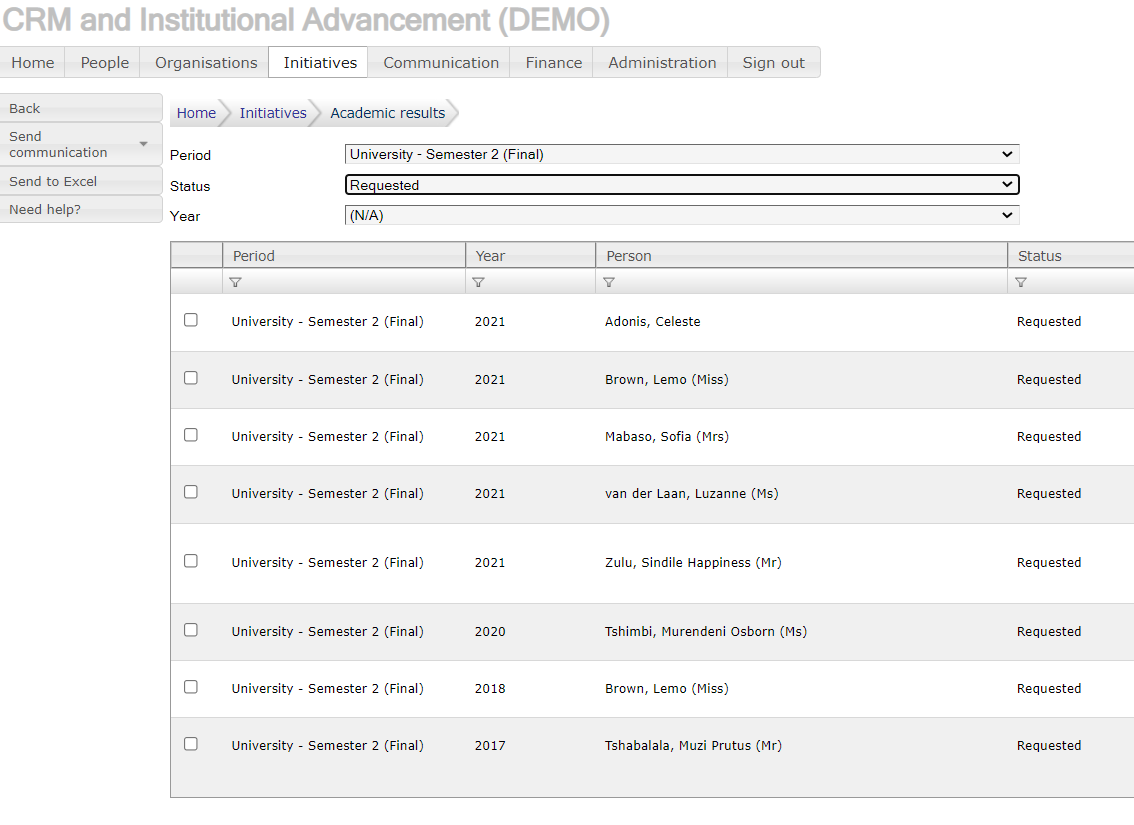 CRM and Institutional Advancement (DEMO)
Home People Organisations Initiatives Communication Finance Administration Sign out
Back
Send communication
Send to Excel
Need help?
Home Initiatives Academic results
Period University - Semester 2 (Final)
Status Requested
Year (N/A)
Period Year Person Status
University - Semester 2 (Final) 2021 Adonis, Celeste Requested
University - Semester 2 (Final) 2021 Brown, Lemo (Miss) Requested
University - Semester 2 (Final) 2021 Mabaso, Sofia (Mrs) Requested
University - Semester 2 (Final) 2021 van der Laan, Luzanne (Ms) Requested
University - Semester 2 (Final) 2021 Zulu, Sindile Happiness (Mr) Requested
University - Semester 2 (Final) 2020 Tshimbi, Murendeni Osborn (Ms) Requested
University - Semester 2 (Final) 2018 Brown, Lemo (Miss) Requested
University - Semester 2 (Final) 2017 Tshabalala, Muzi Prutus (Mr) Requested